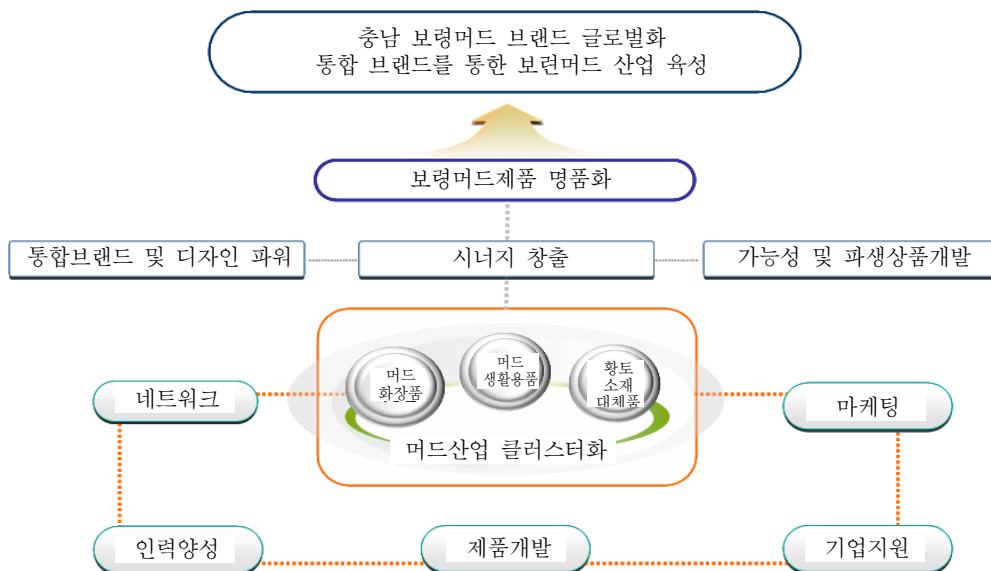 충남 보령머드 브랜드 글로벌화
통합 브랜드를 통한 보련머드 산업 육성
보령머드제품 명품화
통합브랜드 및 디자인 파워
시너지 창출
가능성 및 파생상품개발
머드
화장품
머드
생활용품
황토
소재
대체품
머드산업 클러스터화
네트워크
마케팅
인력양성
제품개발
기업지원